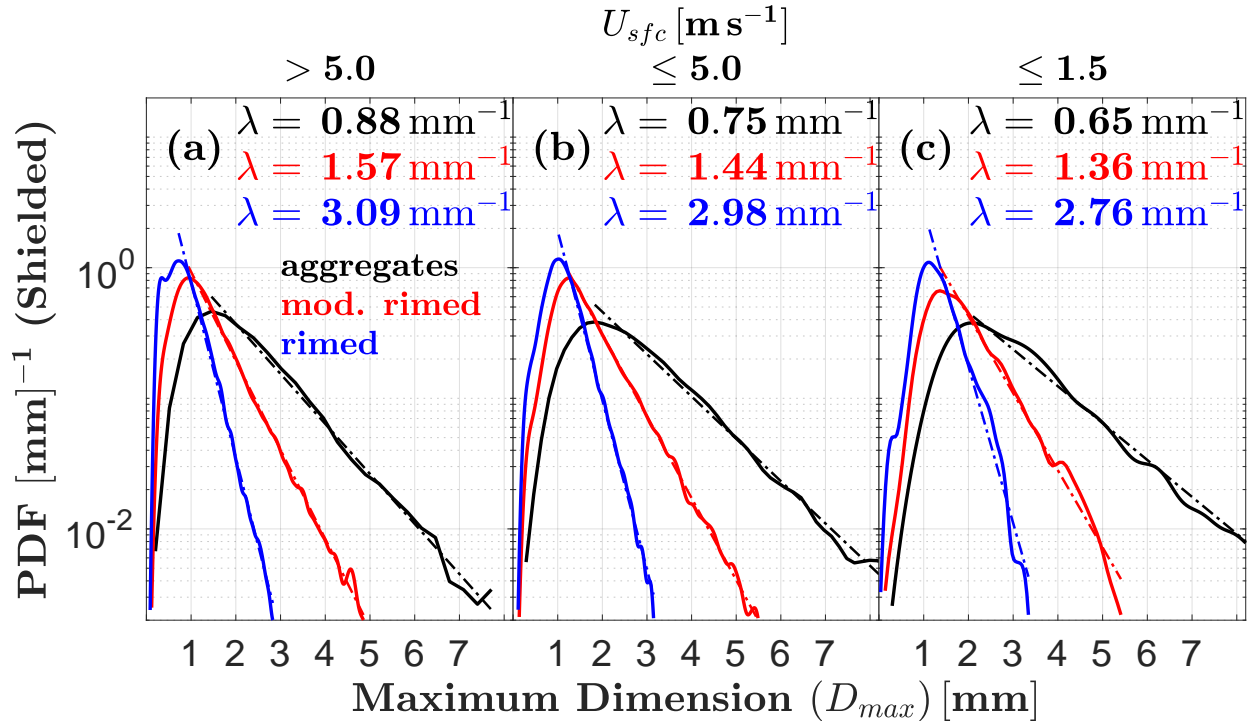 U_{sfc} [m s^{-1}]
> 5.0 ≤ 5.0 ≤ 1.5
(a) λ = 0.88 mm^{-1}
λ = 1.57 mm^{-1}
λ = 3.09 mm^{-1}
aggregates
mod. rimed
rimed
(b) λ = 0.75 mm^{-1}
λ = 1.44 mm^{-1}
λ = 2.98 mm^{-1}
(c) λ = 0.65 mm^{-1}
λ = 1.36 mm^{-1}
λ = 2.76 mm^{-1}
PDF [mm]^{-1} (Shielded)
10^{0}
10^{-2}
1 2 3 4 5 6 7 1 2 3 4 5 6 7 1 2 3 4 5 6 7
Maximum Dimension (D_{max}) [mm]